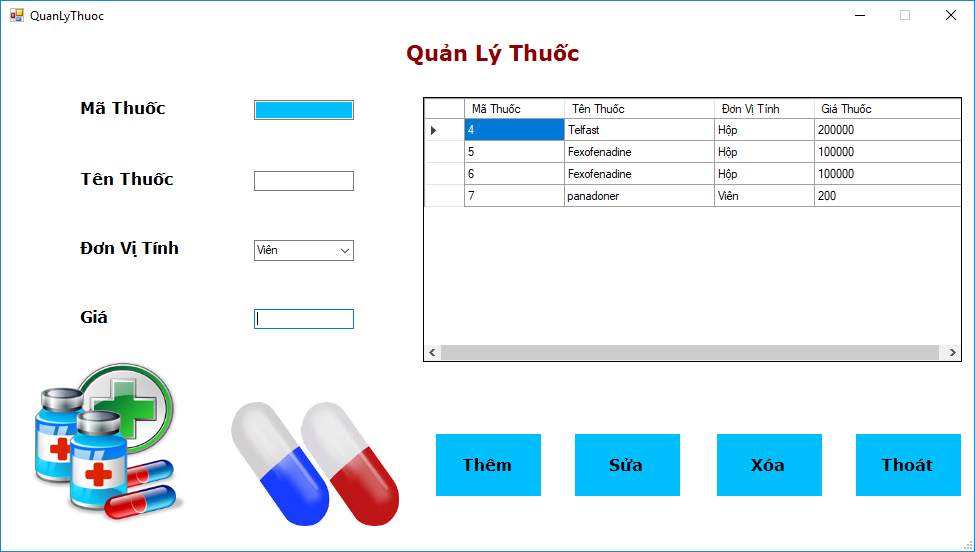 QuanLyThuoc
Quản Lý Thuốc
Mã Thuốc
Tên Thuốc
Đơn Vị Tính
Viên
Giá
Mã Thuốc Tên Thuốc Đơn Vị Tính Giá Thuốc
4 Telfast Hộp 200000
5 Fexofenadine Hộp 100000
6 Fexofenadine Hộp 100000
7 panadoner Viên 200
Thêm Sửa Xóa Thoát